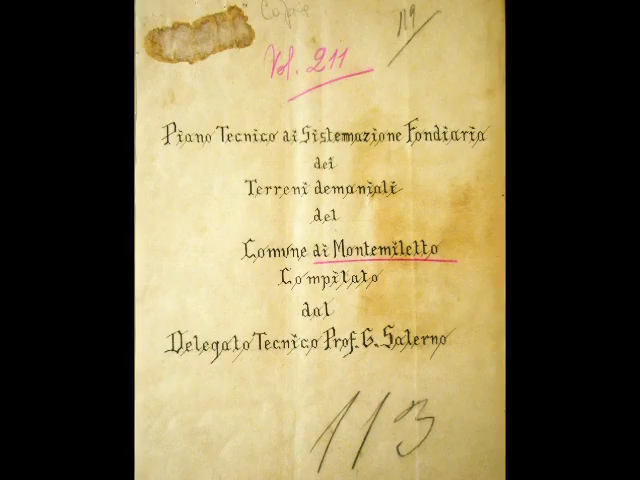 Copie
119
Vol. 211
Piano Tecnico di Sistemazione Fondiaria
dei
Terreni demaniali
del
Comune di Montemiletto
Compilato
dal
Delegato Tecnico Prof. G. Salerno
113